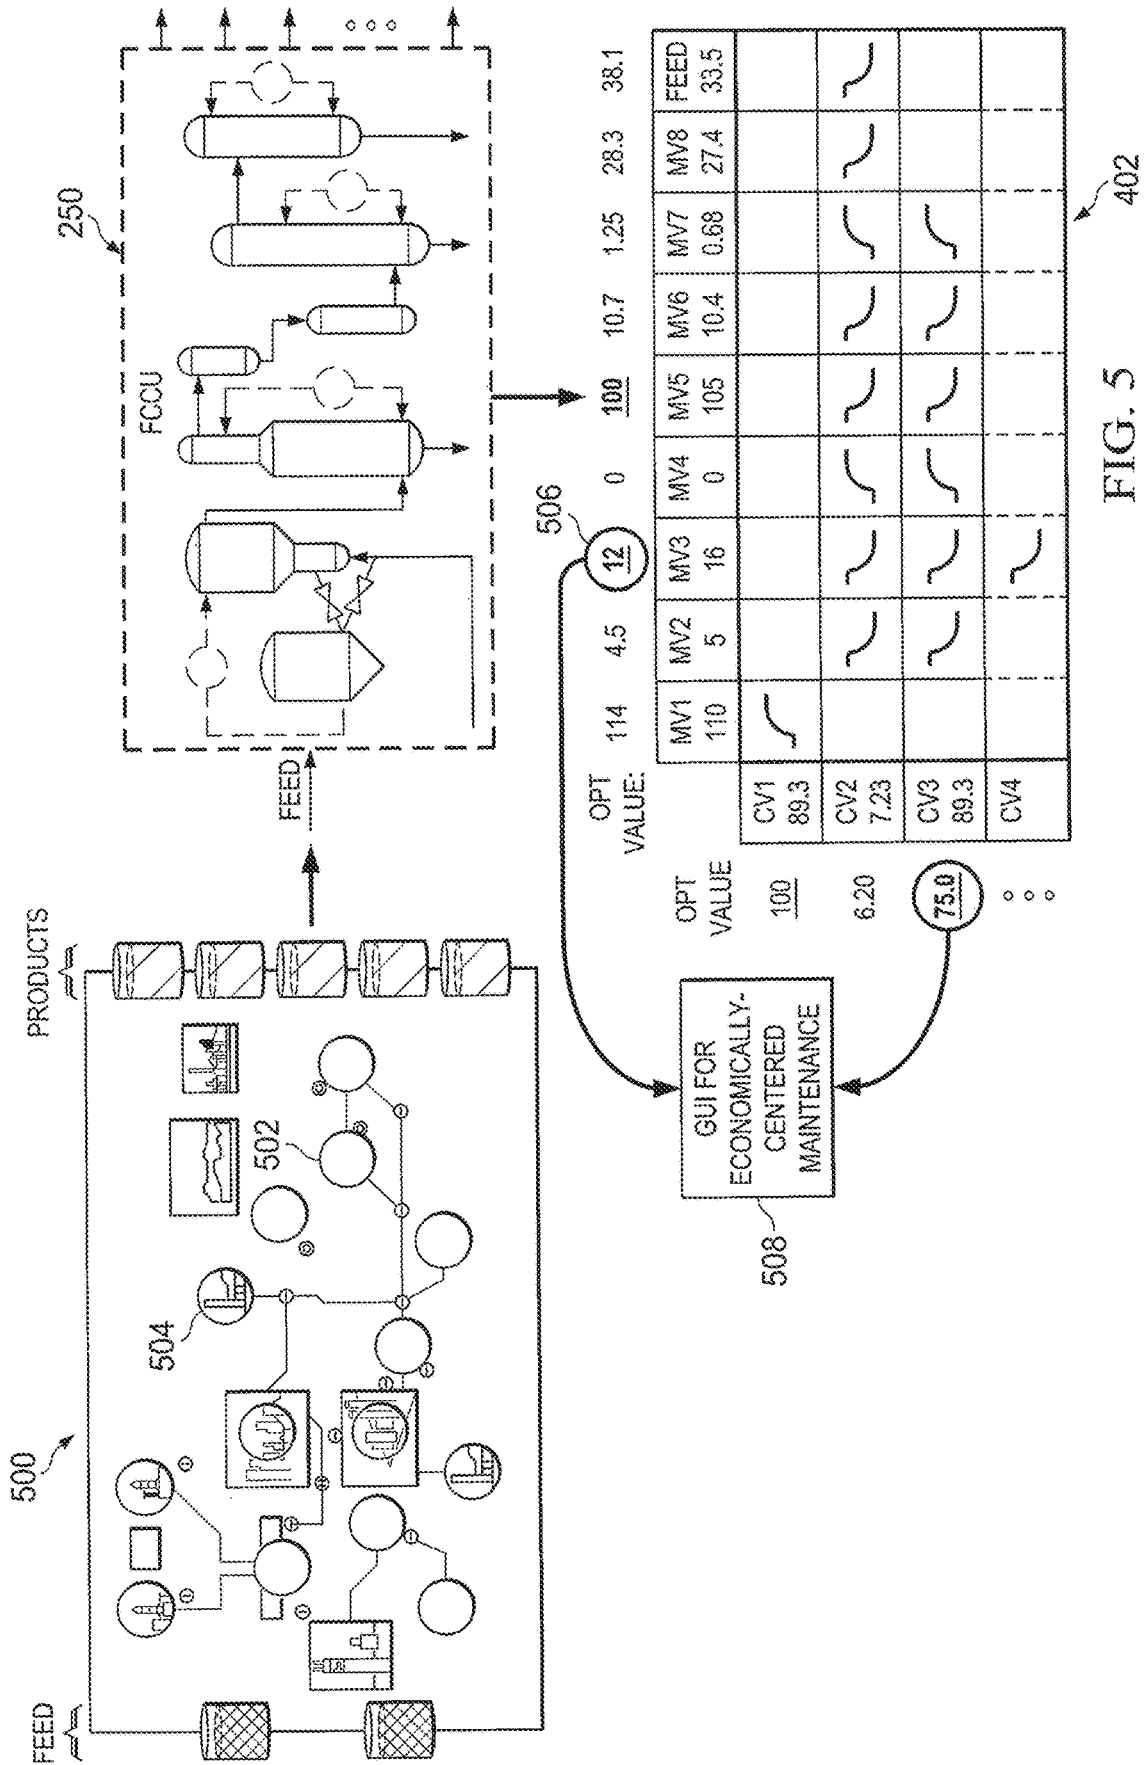 500
FEED
PRODUCTS
504
502
FEED
FCCU
250
506
OPT
VALUE:
114
4.5
12
0
100
10.7
1.25
28.3
38.1
MV1
110
MV2
5
MV3
16
MV4
0
MV5
105
MV6
10.4
MV7
0.68
MV8
27.4
FEED
33.5
OPT
VALUE
100
CV1
89.3
6.20
CV2
7.23
75.0
CV3
89.3
CV4
402
GUI FOR
ECONOMICALLY-
CENTERED
MAINTENANCE
508
FIG. 5